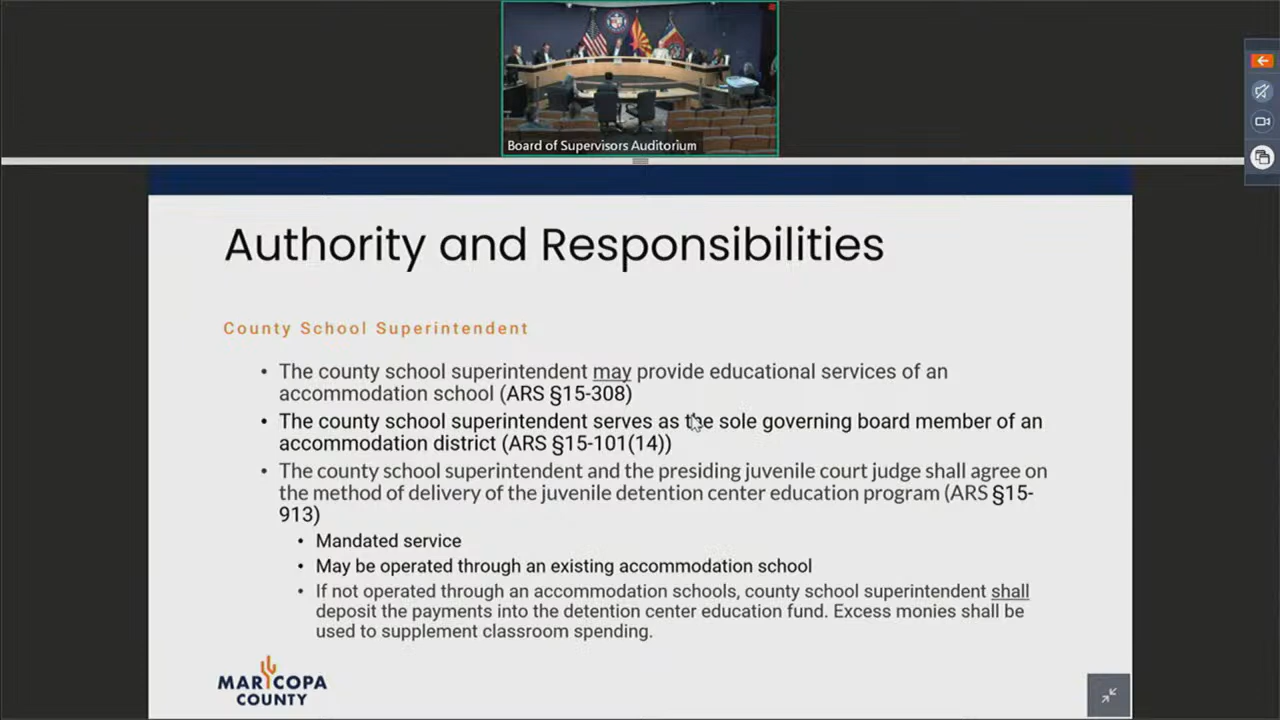 Board of Supervisors Auditorium
Authority and Responsibilities
County School Superintendent
• The county school superintendent may provide educational services of an
accommodation school (ARS §15-308)
• The county school superintendent serves as the sole governing board member of an
accommodation district (ARS §15-101(14))
• The county school superintendent and the presiding juvenile court judge shall agree on
the method of delivery of the juvenile detention center education program (ARS §15-
913)
• Mandated service
• May be operated through an existing accommodation school
• If not operated through an accommodation schools, county school superintendent shall
deposit the payments into the detention center education fund. Excess monies shall be
used to supplement classroom spending.
MARICOPA
COUNTY